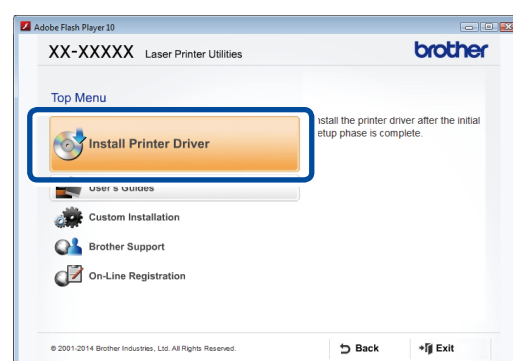 Adobe Flash Player 10
XX-XXXXX Laser Printer Utilities
brother
Top Menu
Install Printer Driver
nstall the printer driver after the initial
etup phase is complete.
User's Guides
Custom Installation
Brother Support
On-Line Registration
© 2001-2014 Brother Industries, Ltd. All Rights Reserved.
Back
Exit